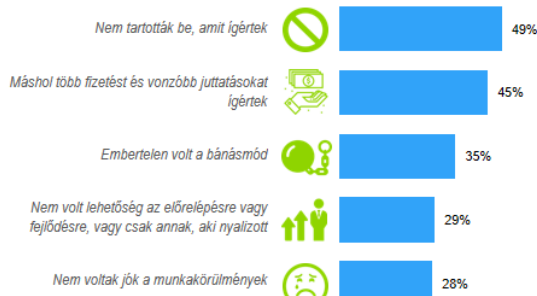 Nem tartották be, amit ígértek
49%
Máshol több fizetést és vonzóbb juttatásokat
ígértek
45%
Embertelen volt a bánásmód
35%
Nem volt lehetőség az előrelépésre vagy
fejlődésre, vagy csak annak, aki nyalizott
29%
Nem voltak jók a munkakörülmények
28%